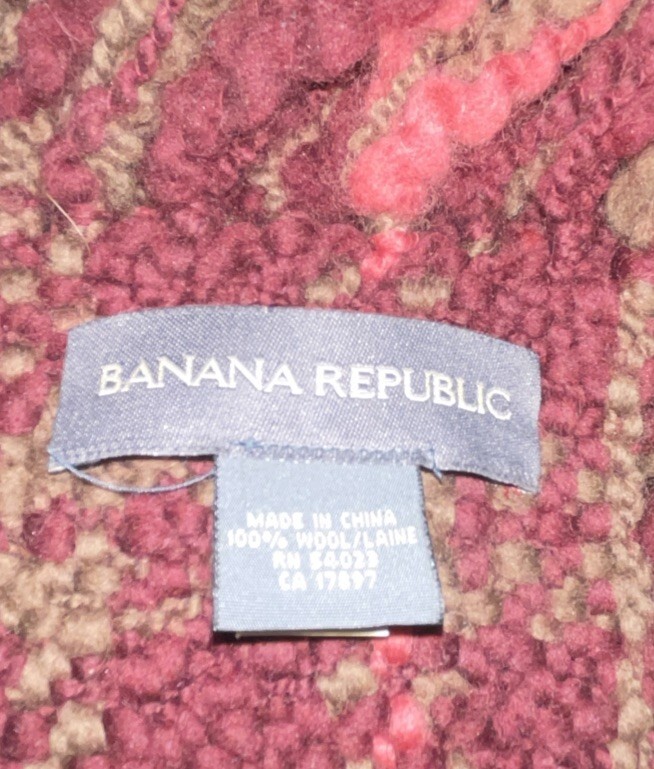 BANANA REPUBLIC
MADE IN CHINA
100% WOOL/LAINE
RN 54023
CA 17897